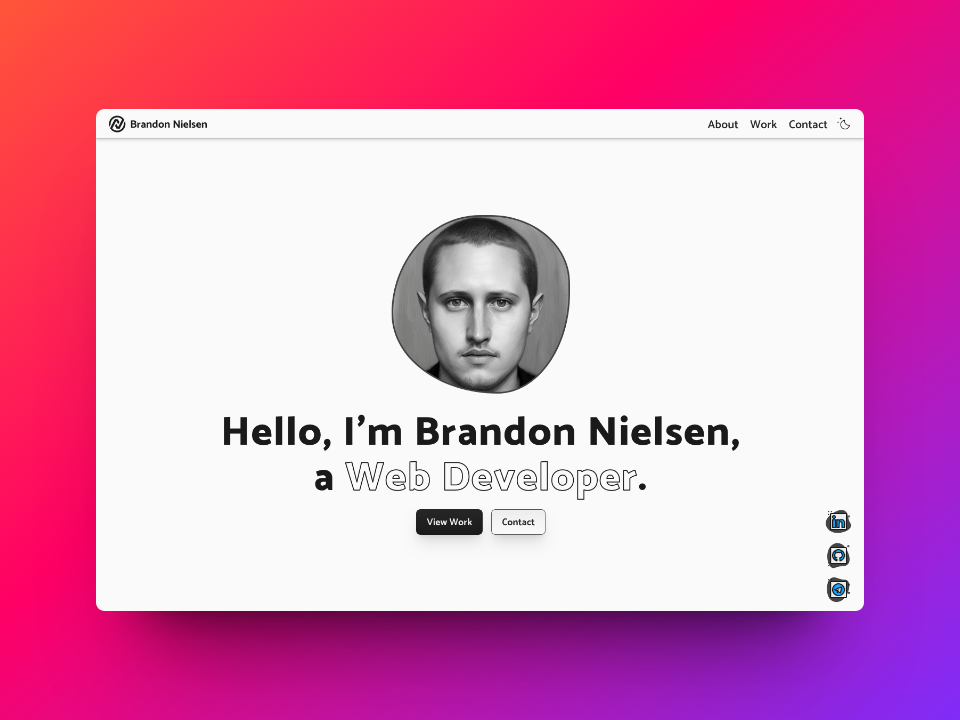 Brandon Nielsen
About Work Contact
Hello, I'm Brandon Nielsen,
a Web Developer.
View Work Contact
in